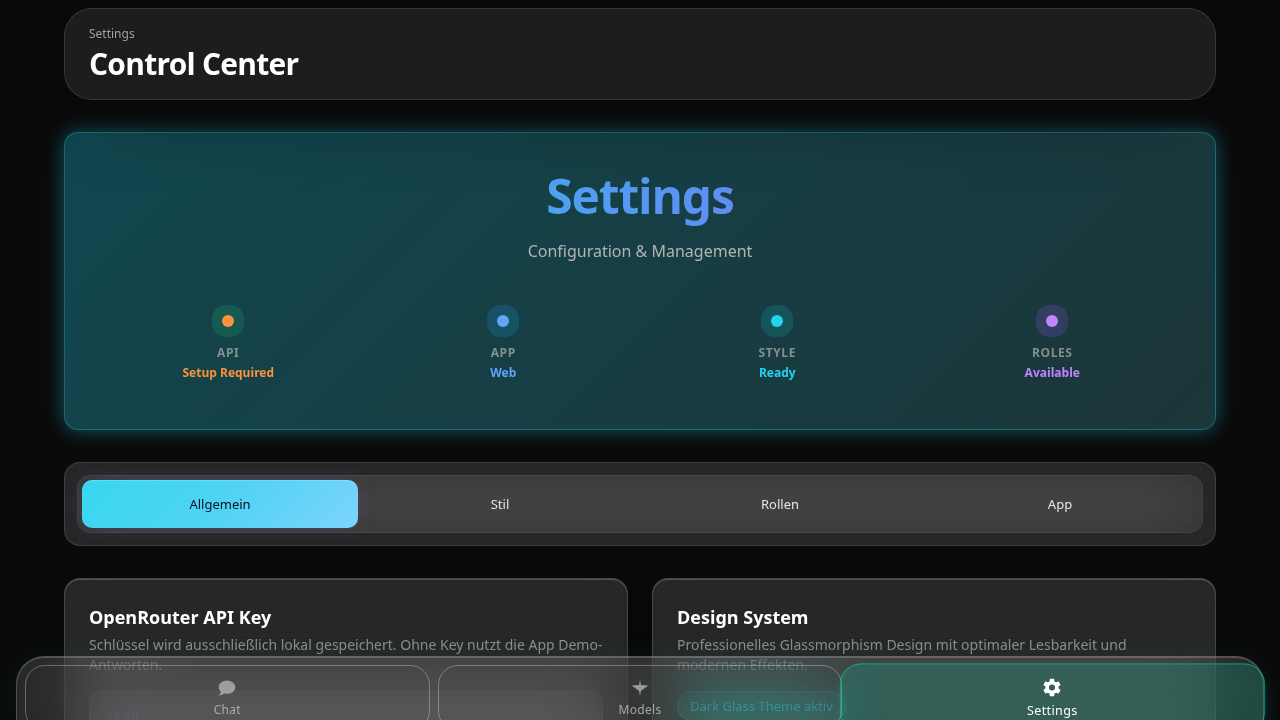 Settings
Control Center
Settings
Configuration & Management
API
Setup Required
APP
Web
STYLE
Ready
ROLES
Available
Allgemein
Stil
Rollen
App
OpenRouter API Key
Schlüssel wird ausschließlich lokal gespeichert. Ohne Key nutzt die App Demo-
Antworten.
Design System
Professionelles Glassmorphism Design mit optimaler Lesbarkeit und
modernen Effekten.
Dark Glass Theme aktiv
Chat
Models
Settings